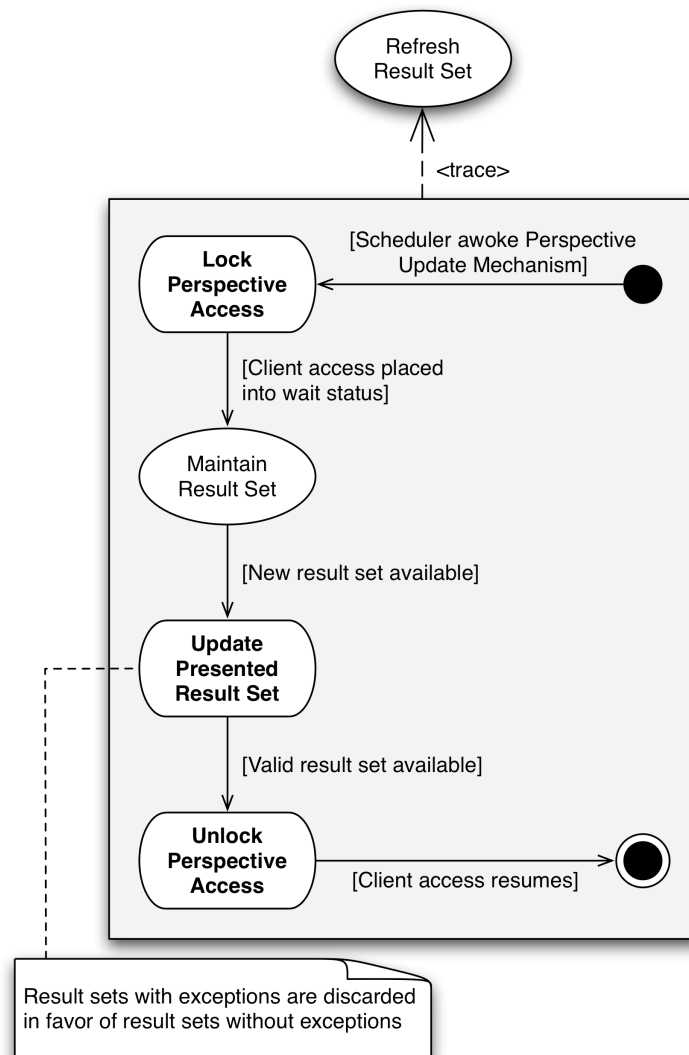 Refresh
Result Set
<trace>
[Scheduler awoke Perspective
Update Mechanism]
Lock
Perspective
Access
[Client access placed
into wait status]
Maintain
Result Set
[New result set available]
Update
Presented
Result Set
[Valid result set available]
Unlock
Perspective
Access
[Client access resumes]
Result sets with exceptions are discarded
in favor of result sets without exceptions